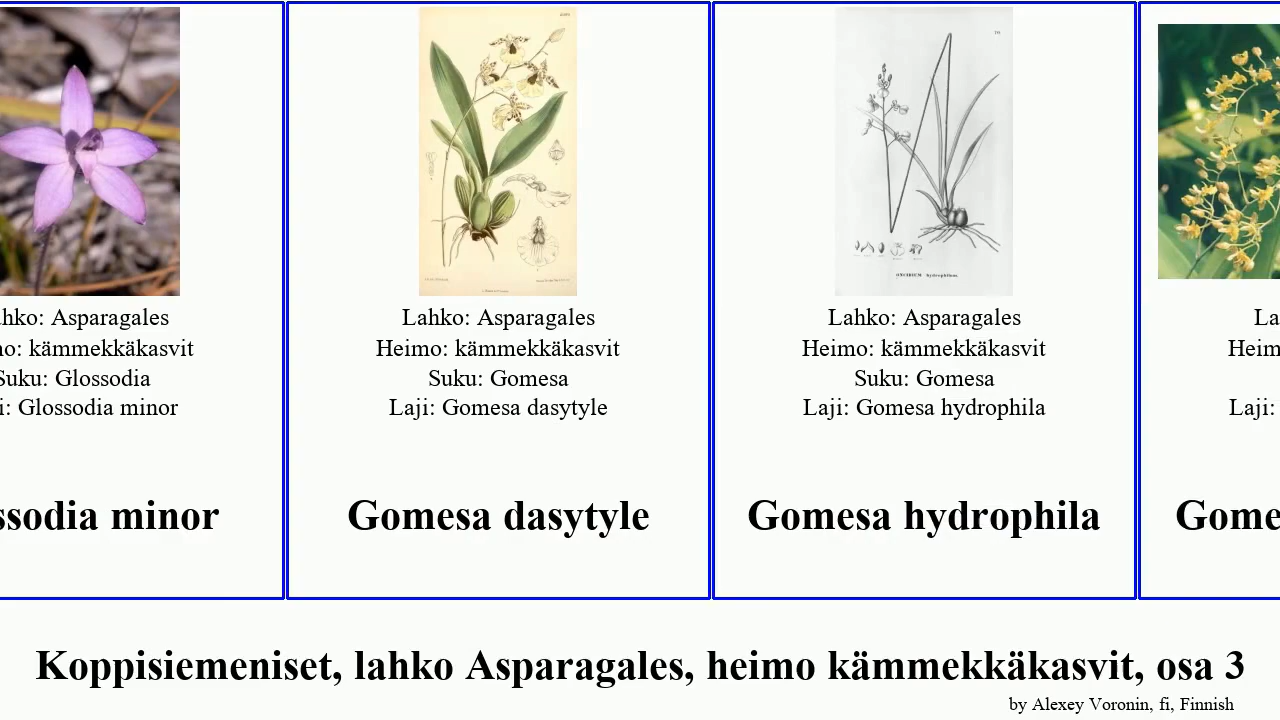 hko: Asparagales
o: kämmekkäkasvit
Suku: Glossodia
i: Glossodia minor
ssodia minor
Lahko: Asparagales
Heimo: kämmekkäkasvit
Suku: Gomesa
Laji: Gomesa dasytyle
Gomesa dasytyle
ONCIDIUM hydrophilum
Lahko: Asparagales
Heimo: kämmekkäkasvit
Suku: Gomesa
Laji: Gomesa hydrophila
Gomesa hydrophila
La
Heim
Laji:
Gome
Koppisiemeniset, lahko Asparagales, heimo kämmekkäkasvit, osa 3
by Alexey Voronin, fi, Finnish